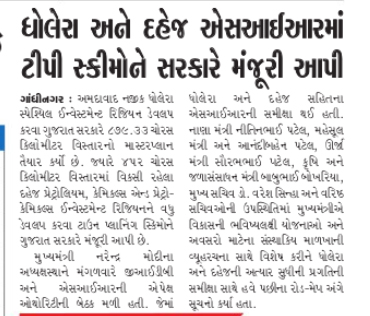 ધોલેરા અને દહેજ એસઆઈઆરમાં
ટીપી સ્કીમોને સરકારે મંજૂરી આપી
ગાંધીનગર : અમદાવાદ નજીક ધોલેરા
સ્પેસિયલ ઈન્વેસ્ટમેન્ટ રિજિયન ડેવલપ
કરવા ગુજરાત સરકારે ૮૭૯.૩૩ ચોરસ
કિલોમીટર વિસ્તારનો માસ્ટરપ્લાન
તૈયાર કર્યો છે. જ્યારે ૪૫૨ ચોરસ
કિલોમીટર વિસ્તારમાં વિકસી રહેલા
દહેજ પેટ્રોલિયમ, કેમિકલ્સ એન્ડ પેટ્રો-
કેમિકલ્સ ઈન્વેસ્ટમેન્ટ રિજિયનને વધુ
ડેવલપ કરવા ટાઉન પ્લાનિંગ સ્કિમોને
ગુજરાત સરકારે મંજૂરી આપી છે.
મુખ્યમંત્રી નરેન્દ્ર મોદીના
અધ્યક્ષસ્થાને મંગળવારે જીઆઈડીબી
અને એસઆઈઆરની એપેક્ષ
ઓથોરિટીની બેઠક મળી હતી. જેમાં
ધોલેરા અને દહેજ સહિતના
એસઆઈઆરની સમીક્ષા થઈ હતી.
નાણા મંત્રી નીતિનભાઈ પટેલ, મહેસૂલ
મંત્રી અને આનંદીબહેન પટેલ, ઊર્જા
મંત્રી સૌરભભાઈ પટેલ, કૃષિ અને
જળસંસાધન મંત્રી બાબુભાઈ બોખરિયા,
મુખ્ય સચિવ ડો. વરેશ સિન્હા અને વરિષ્ઠ
સચિવોની ઉપસ્થિતિમાં મુખ્યમંત્રીએ
વિકાસની ભવિષ્યલક્ષી યોજનાઓ અને
અવસરો માટેના સંસ્થાકિય માળખાની
વ્યૂહરચના સાથે વિશેષ કરીને ધોલેરા
અને દહેજની અત્યાર સુધીની પ્રગતિની
સમીક્ષા સાથે હવે પછીના રોડ-મેપ અંગે
સૂચનો કર્યા હતા.